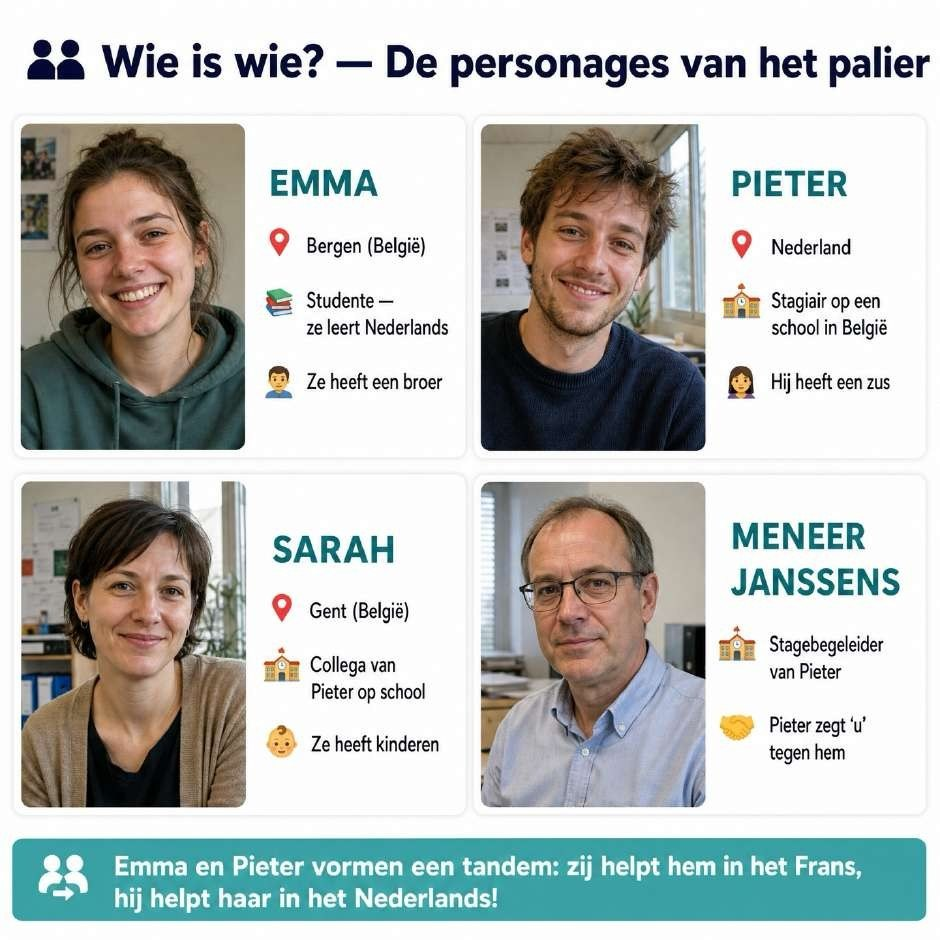 Wie is wie? — De personages van het palier
EMMA
Bergen (België)
Studente —
ze leert Nederlands
Ze heeft een broer
PIETER
Nederland
Stagiair op een
school in België
Hij heeft een zus
SARAH
Gent (België)
Collega van
Pieter op school
Ze heeft kinderen
MENEER
JANSSENS
Stagebegeleider
van Pieter
Pieter zegt ‘u’
tegen hem
Emma en Pieter vormen een tandem: zij helpt hem in het Frans,
hij helpt haar in het Nederlands!